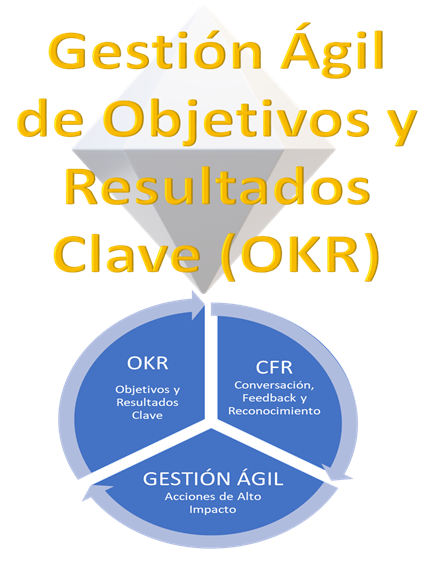 Gestión Ágil
de Objetivos y
Resultados
Clave (OKR)
OKR
Objetivos y
Resultados
Clave
CFR
Conversación,
Feedback y
Reconocimiento
GESTIÓN ÁGIL
Acciones de Alto
Impacto